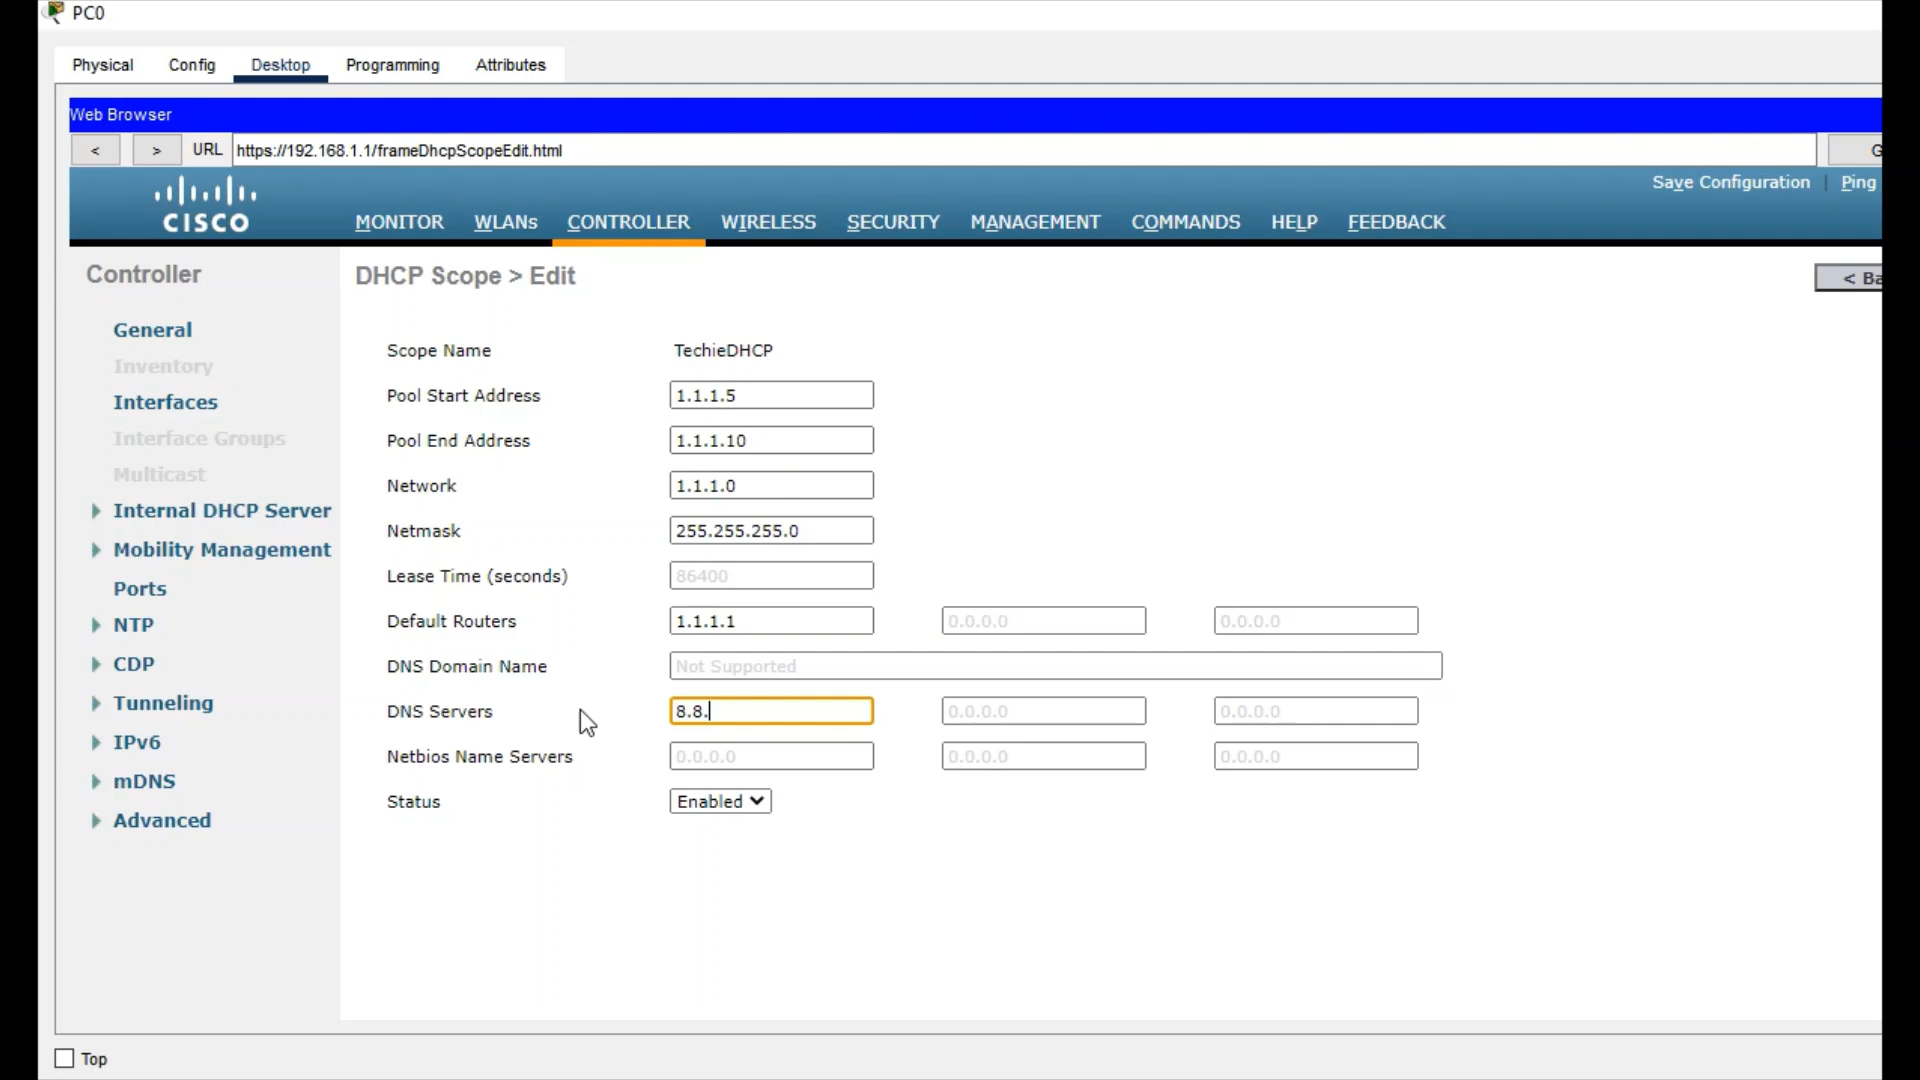 PC0
Physical Config Desktop Programming Attributes
Web Browser
< > URL https://192.168.1.1/frameDhcpScopeEdit.html G
Save Configuration | Ping
CISCO
MONITOR WLANs CONTROLLER WIRELESS SECURITY MANAGEMENT COMMANDS HELP FEEDBACK
Controller
General
Inventory
Interfaces
Interface Groups
Multicast
Internal DHCP Server
Mobility Management
Ports
NTP
CDP
Tunneling
IPv6
mDNS
Advanced
DHCP Scope > Edit
< Ba
Scope Name TechieDHCP
Pool Start Address 1.1.1.5
Pool End Address 1.1.1.10
Network 1.1.1.0
Netmask 255.255.255.0
Lease Time (seconds) 86400
Default Routers 1.1.1.1 0.0.0.0 0.0.0.0
DNS Domain Name Not Supported
DNS Servers 8.8. 0.0.0.0 0.0.0.0
Netbios Name Servers 0.0.0.0 0.0.0.0 0.0.0.0
Status Enabled
Top